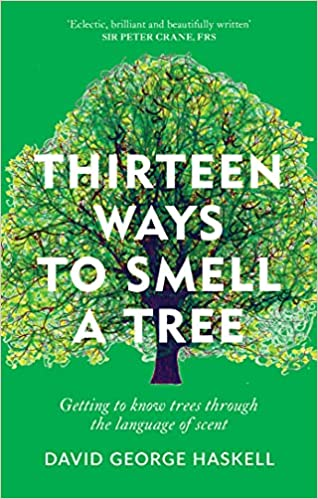 'Eclectic, brilliant and beautifully written'
SIR PETER CRANE, FRS
THIRTEEN
WAYS
TO SMELL
A TREE
Getting to know trees through
the language of scent
DAVID GEORGE HASKELL